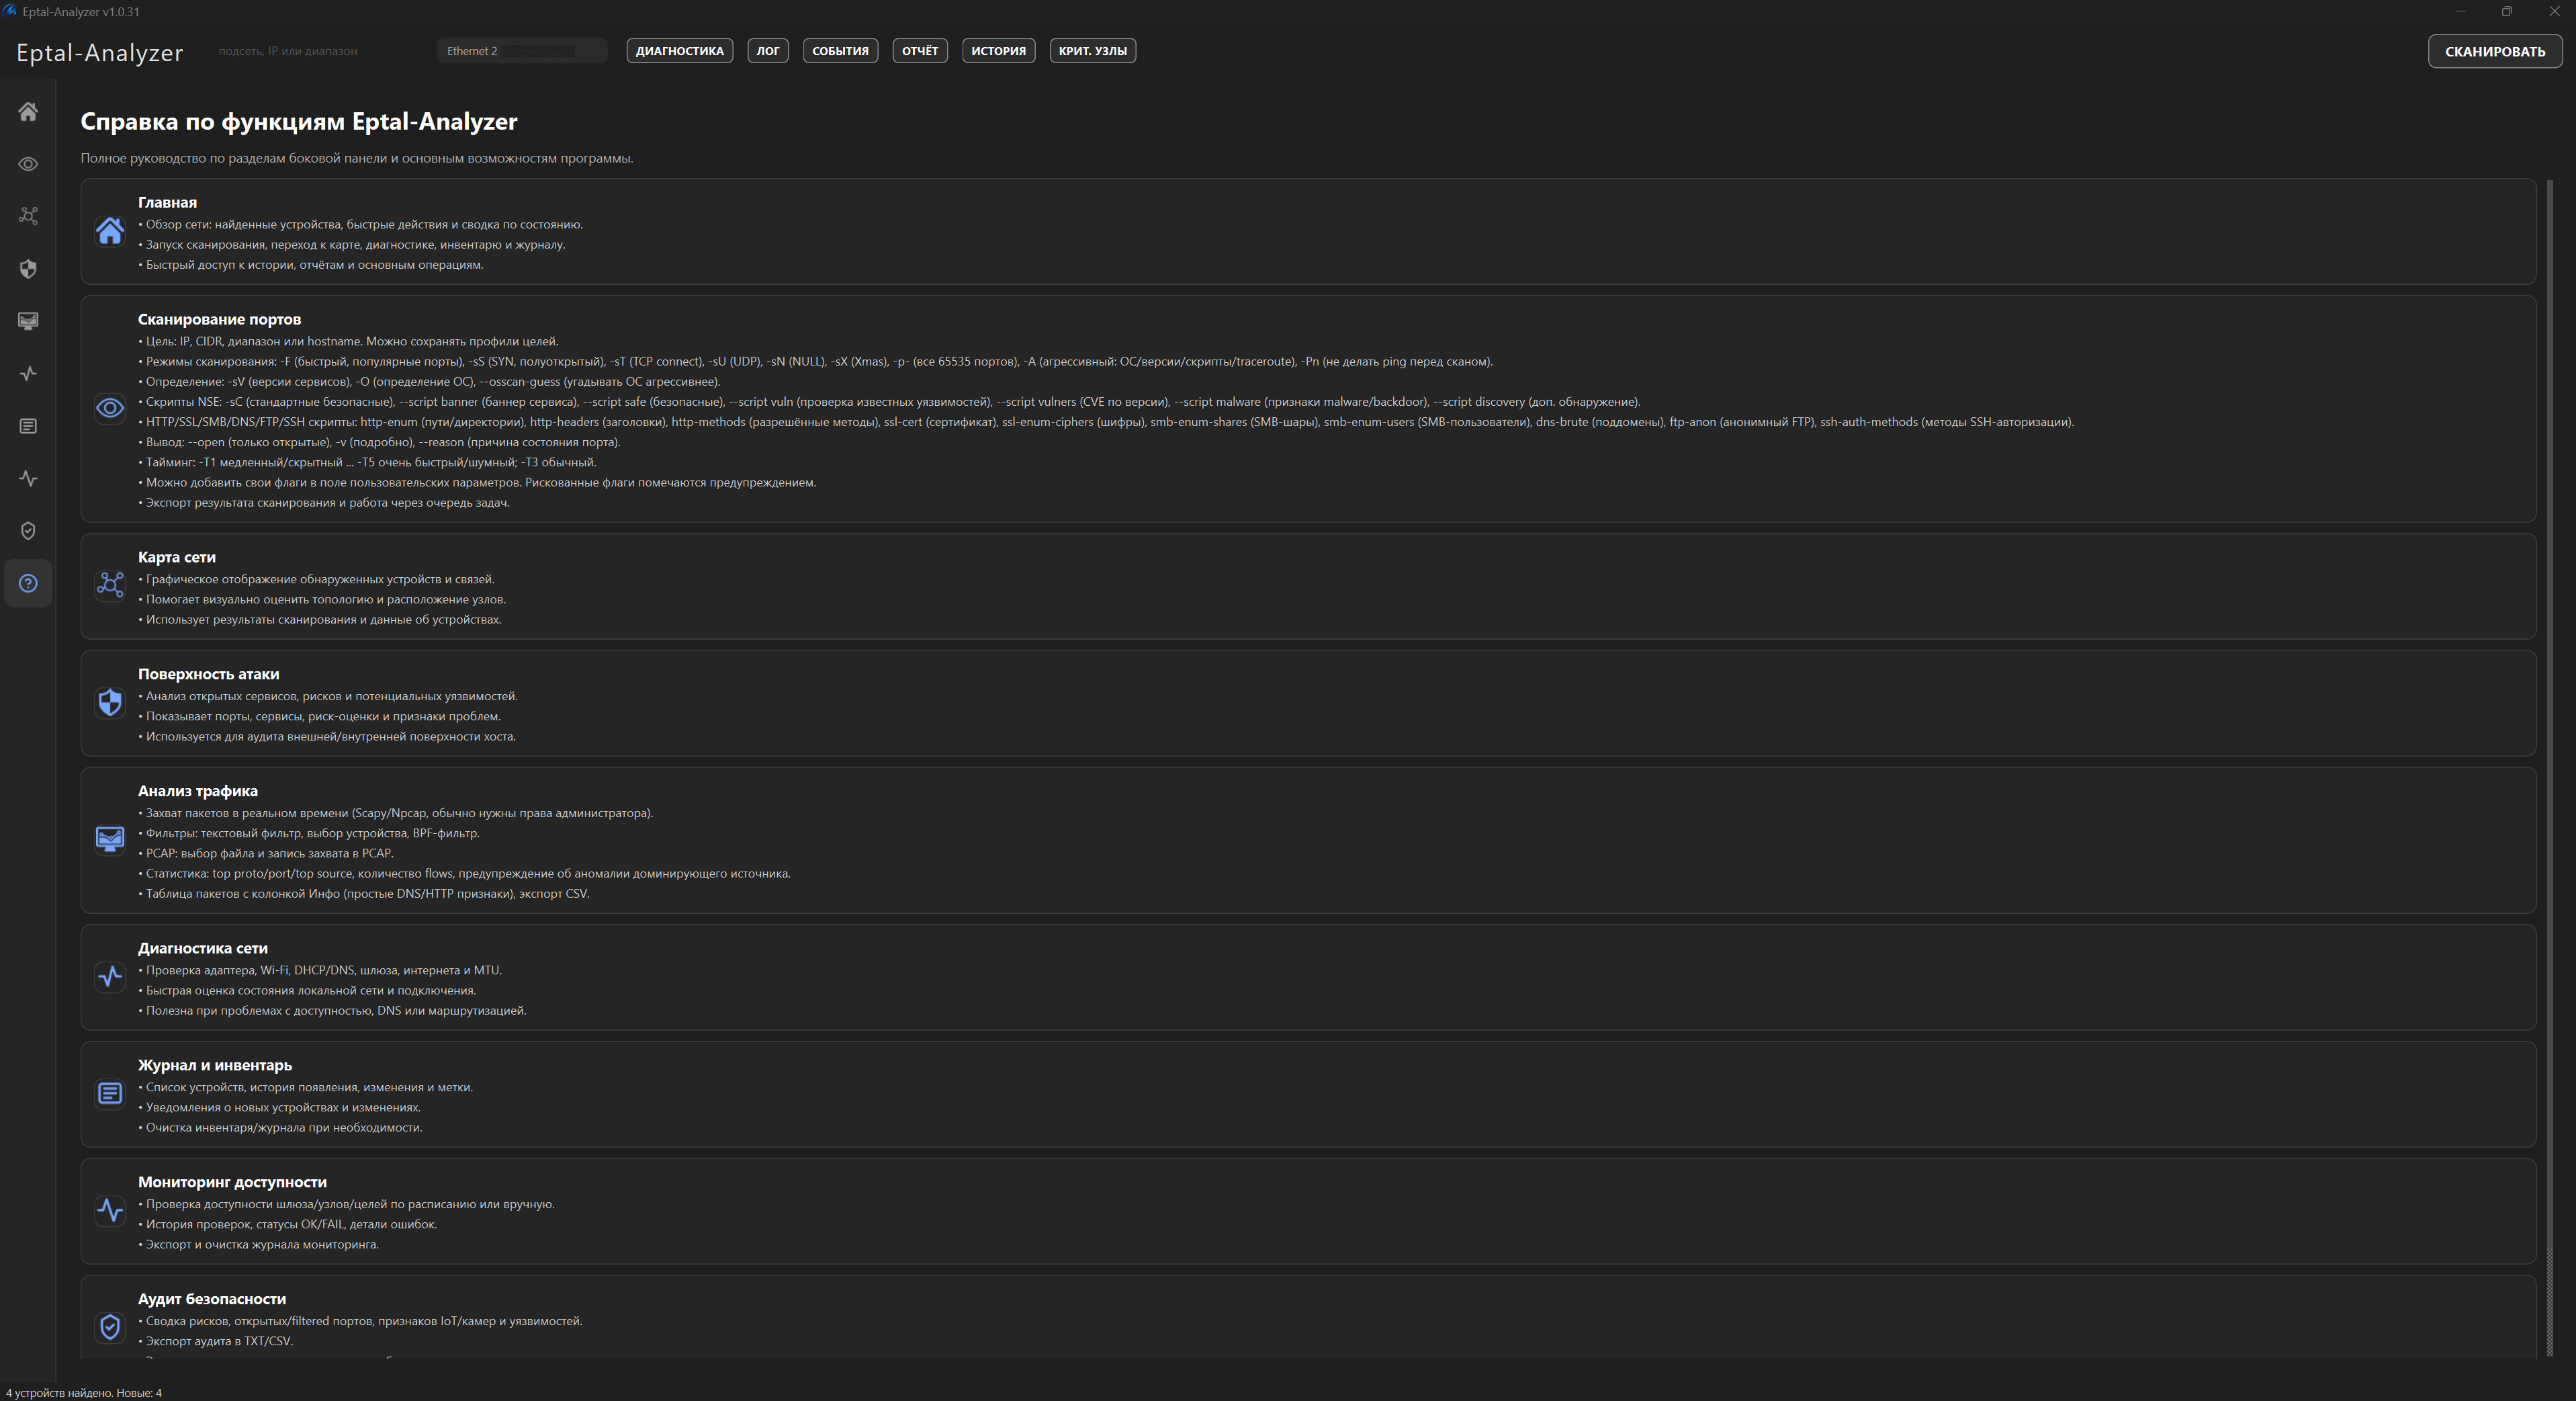 Eptal-Analyzer v1.0.31
Eptal-Analyzer
подсеть, IP или диапазон
Ethernet 2
ДИАГНОСТИКА
ЛОГ
СОБЫТИЯ
ОТЧЁТ
ИСТОРИЯ
КРИТ. УЗЛЫ
СКАНИРОВАТЬ
Справка по функциям Eptal-Analyzer
Полное руководство по разделам боковой панели и основным возможностям программы.
Главная
• Обзор сети: найденные устройства, быстрые действия и сводка по состоянию.
• Запуск сканирования, переход к карте, диагностике, инвентарю и журналу.
• Быстрый доступ к истории, отчётам и основным операциям.
Сканирование портов
• Цель: IP, CIDR, диапазон или hostname. Можно сохранять профили целей.
• Режимы сканирования: -F (быстрый, популярные порты), -sS (SYN, полуоткрытый), -sT (TCP connect), -sU (UDP), -sN (NULL), -sX (Xmas), -p- (все 65535 портов), -A (агрессивный: ОС/версии/скрипты/traceroute), -Pn (не делать ping перед сканом).
• Определение: -sV (версии сервисов), -O (определение ОС), --osscan-guess (угадывать ОС агрессивнее).
• Скрипты NSE: -sC (стандартные безопасные), --script banner (баннер сервиса), --script safe (безопасные), --script vuln (проверка известных уязвимостей), --script vulners (CVE по версии), --script malware (признаки malware/backdoor), --script discovery (доп. обнаружение).
• HTTP/SSL/SMB/DNS/FTP/SSH скрипты: http-enum (пути/директории), http-headers (заголовки), http-methods (разрешённые методы), ssl-cert (сертификат), ssl-enum-ciphers (шифры), smb-enum-shares (SMB-шары), smb-enum-users (SMB-пользователи), dns-brute (поддомены), ftp-anon (анонимный FTP), ssh-auth-methods (методы SSH-авторизации).
• Вывод: --open (только открытые), -v (подробно), --reason (причина состояния порта).
• Тайминг: -T1 медленный/скрытный ... -T5 очень быстрый/шумный; -T3 обычный.
• Можно добавить свои флаги в поле пользовательских параметров. Рискованные флаги помечаются предупреждением.
• Экспорт результата сканирования и работа через очередь задач.
Карта сети
• Графическое отображение обнаруженных устройств и связей.
• Помогает визуально оценить топологию и расположение узлов.
• Использует результаты сканирования и данные об устройствах.
Поверхность атаки
• Анализ открытых сервисов, рисков и потенциальных уязвимостей.
• Показывает порты, сервисы, риск-оценки и признаки проблем.
• Используется для аудита внешней/внутренней поверхности хоста.
Анализ трафика
• Захват пакетов в реальном времени (Scapy/Npcap, обычно нужны права администратора).
• Фильтры: текстовый фильтр, выбор устройства, BPF-фильтр.
• PCAP: выбор файла и запись захвата в PCAP.
• Статистика: top proto/port/top source, количество flows, предупреждение об аномалии доминирующего источника.
• Таблица пакетов с колонкой Инфо (простые DNS/HTTP признаки), экспорт CSV.
Диагностика сети
• Проверка адаптера, Wi-Fi, DHCP/DNS, шлюза, интернета и MTU.
• Быстрая оценка состояния локальной сети и подключения.
• Полезна при проблемах с доступностью, DNS или маршрутизацией.
Журнал и инвентарь
• Список устройств, история появления, изменения и метки.
• Уведомления о новых устройствах и изменениях.
• Очистка инвентаря/журнала при необходимости.
Мониторинг доступности
• Проверка доступности шлюза/узлов/целей по расписанию или вручную.
• История проверок, статусы OK/FAIL, детали ошибок.
• Экспорт и очистка журнала мониторинга.
Аудит безопасности
• Сводка рисков, открытых/filtered портов, признаков IoT/камер и уязвимостей.
• Экспорт аудита в TXT/CSV.
4 устройств найдено. Новые: 4